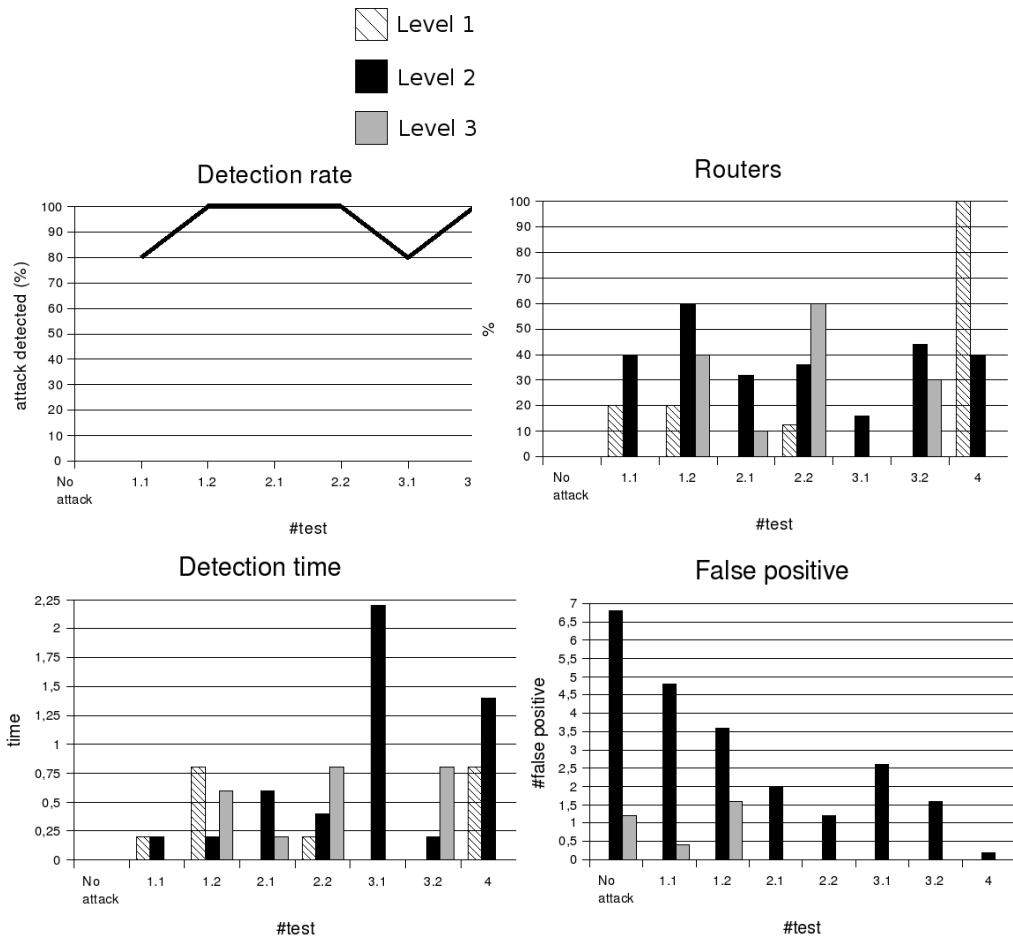 Level 1
Level 2
Level 3
Detection rate
attack detected (%)
100
90
80
70
60
50
40
30
20
10
0
No attack 1.1 1.2 2.1 2.2 3.1 3
#test
Routers
%
100
90
80
70
60
50
40
30
20
10
0
No attack 1.1 1.2 2.1 2.2 3.1 3.2 4
#test
Detection time
time
2,25
2
1,75
1,5
1,25
1
0,75
0,5
0,25
0
No attack 1.1 1.2 2.1 2.2 3.1 3.2 4
#test
False positive
#false positive
7
6,5
6
5,5
5
4,5
4
3,5
3
2,5
2
1,5
1
0,5
0
No attack 1.1 1.2 2.1 2.2 3.1 3.2 4
#test